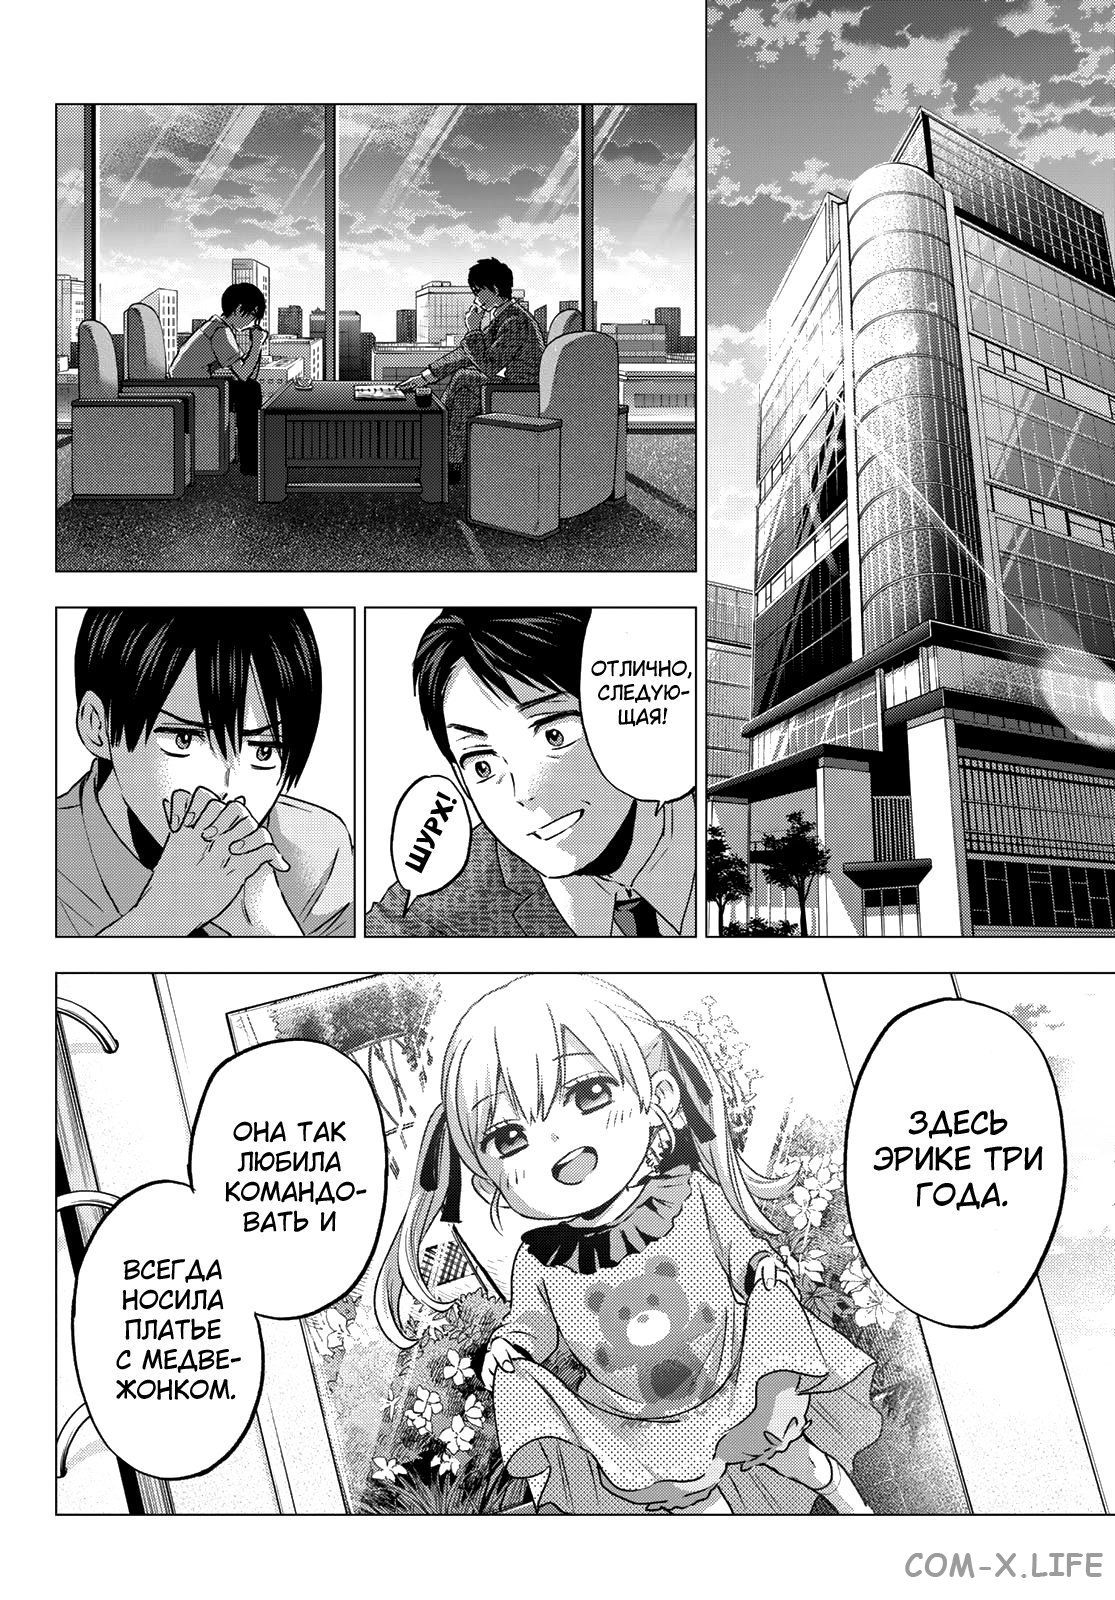 ОТЛИЧНО,
СЛЕДУЮ-
ЩАЯ!
ШУРХ!
ЗДЕСЬ
ЭРИКЕ ТРИ
ГОДА.
ОНА ТАК
ЛЮБИЛА
КОМАНДО-
ВАТЬ И
ВСЕГДА
НОСИЛА
ПЛАТЬЕ
С МЕДВЕ-
ЖОНКОМ.
COM-X.LIFE